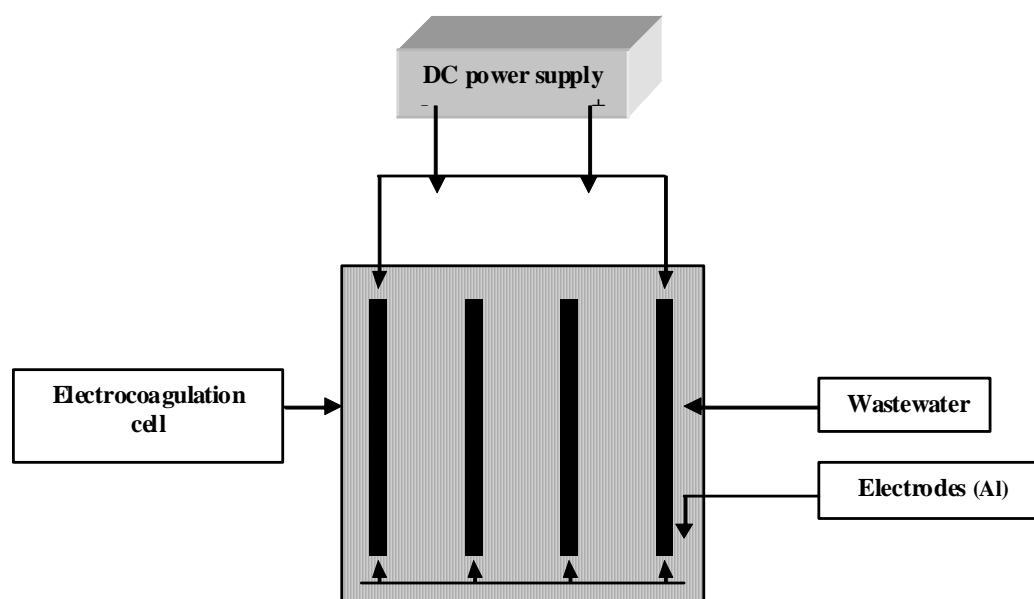 DC power supply
- +
Electrocoagulation
cell
Wastewater
Electrodes (Al)